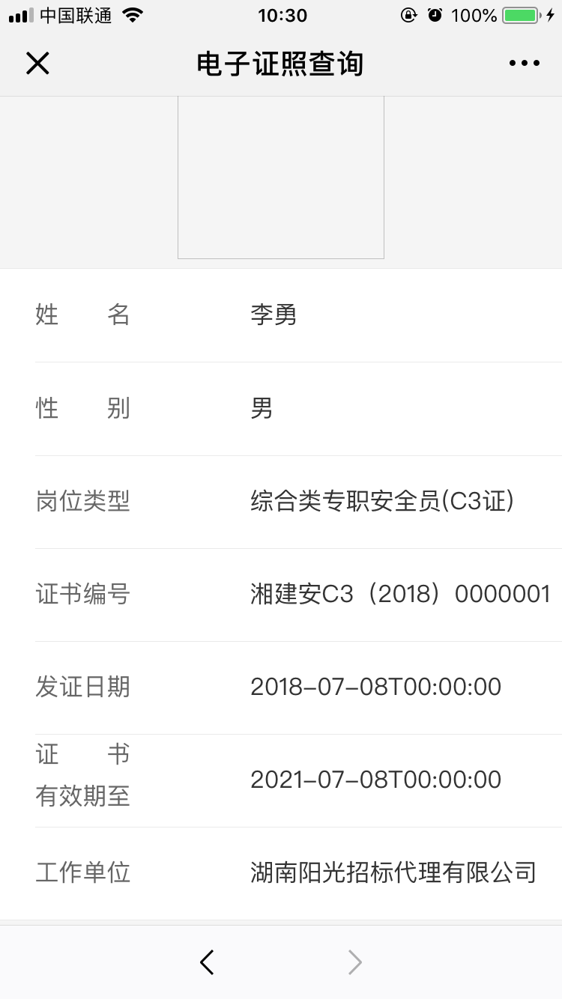 中国联通 10:30 100%
电子证照查询
姓 名 李勇
性 别 男
岗位类型 综合类专职安全员(C3证)
证书编号 湘建安C3（2018）0000001
发证日期 2018-07-08T00:00:00
证 书
有效期至 2021-07-08T00:00:00
工作单位 湖南阳光招标代理有限公司